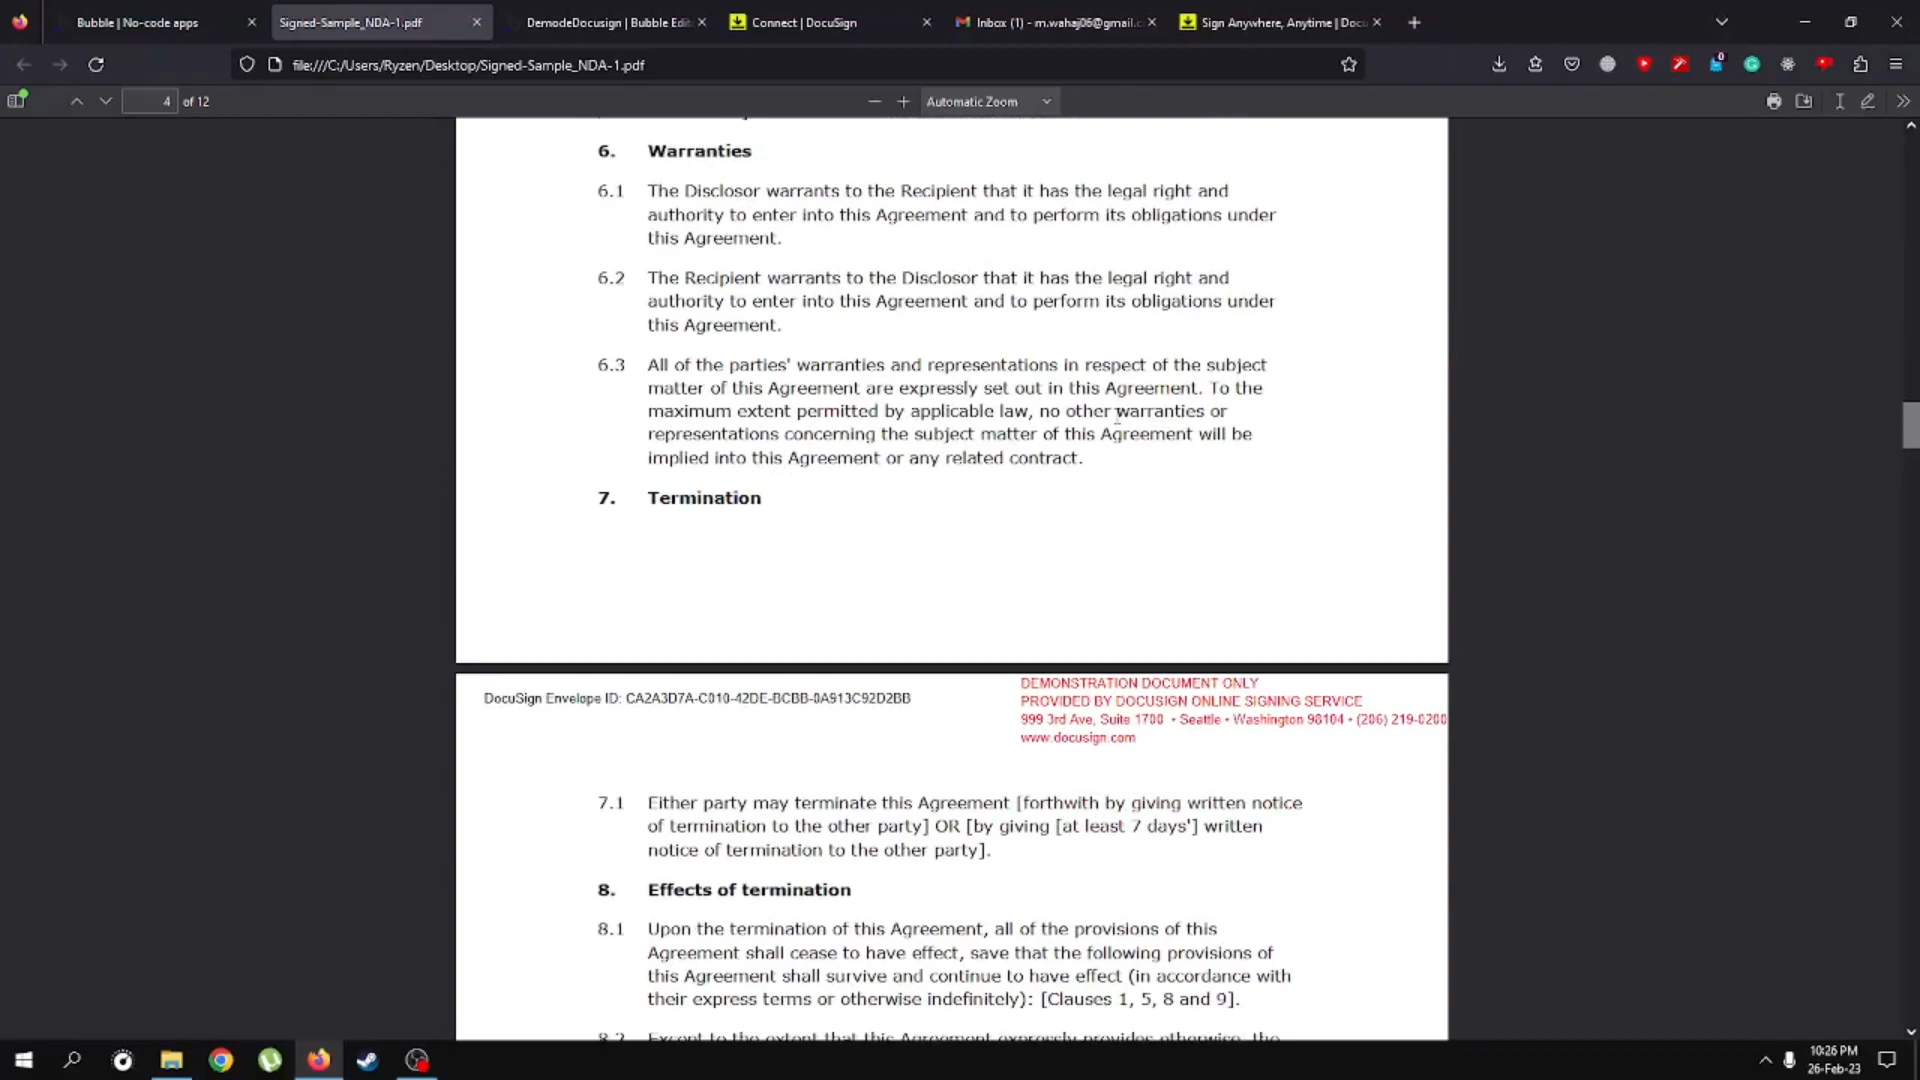 Bubble | No-code apps
Signed-Sample_NDA-1.pdf
DemodeDocusign | Bubble Edit
Connect | DocuSign
Inbox (1) - m.wahaj06@gmail.c
Sign Anywhere, Anytime | Docu
file:///C:/Users/Ryzen/Desktop/Signed-Sample_NDA-1.pdf
0
4 of 12
Automatic Zoom
6. Warranties
6.1 The Disclosor warrants to the Recipient that it has the legal right and
authority to enter into this Agreement and to perform its obligations under
this Agreement.
6.2 The Recipient warrants to the Disclosor that it has the legal right and
authority to enter into this Agreement and to perform its obligations under
this Agreement.
6.3 All of the parties' warranties and representations in respect of the subject
matter of this Agreement are expressly set out in this Agreement. To the
maximum extent permitted by applicable law, no other warranties or
representations concerning the subject matter of this Agreement will be
implied into this Agreement or any related contract.
7. Termination
DocuSign Envelope ID: CA2A3D7A-C010-42DE-BCBB-0A913C92D2BB
DEMONSTRATION DOCUMENT ONLY
PROVIDED BY DOCUSIGN ONLINE SIGNING SERVICE
999 3rd Ave, Suite 1700 • Seattle • Washington 98104 • (206) 219-0200
www.docusign.com
7.1 Either party may terminate this Agreement [forthwith by giving written notice
of termination to the other party] OR [by giving [at least 7 days'] written
notice of termination to the other party].
8. Effects of termination
8.1 Upon the termination of this Agreement, all of the provisions of this
Agreement shall cease to have effect, save that the following provisions of
this Agreement shall survive and continue to have effect (in accordance with
their express terms or otherwise indefinitely): [Clauses 1, 5, 8 and 9].
8.2 Except to the extent that this Agreement expressly provides otherwise, the
10:26 PM
26-Feb-23